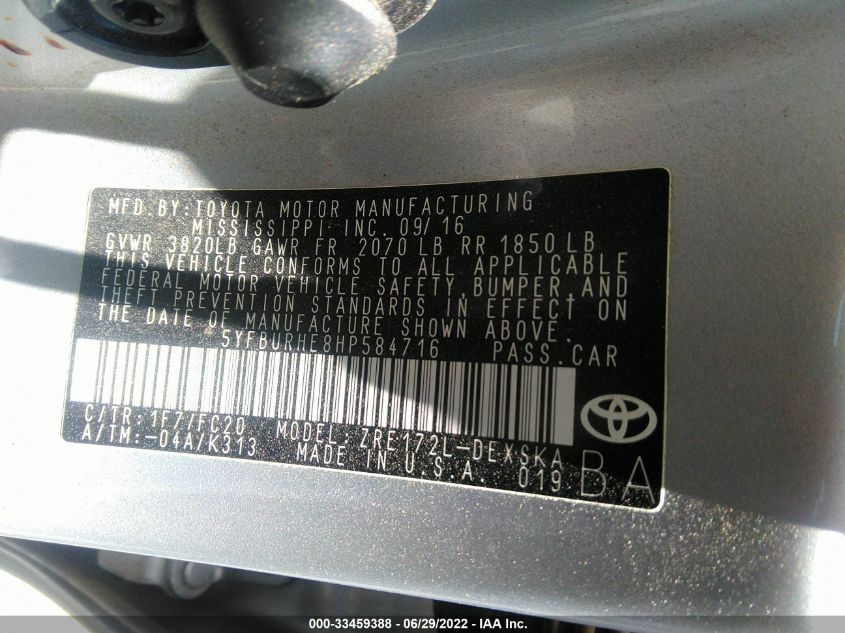 MFD.BY:TOYOTA MOTOR MANUFACTURING
MISSISSIPPI INC. 09/16
GVWR 3820LB GAWR FR 2070 LB RR 1850 LB
THIS VEHICLE CONFORMS TO ALL APPLICABLE
FEDERAL MOTOR VEHICLE SAFETY, BUMPER, AND
THEFT PREVENTION STANDARDS IN EFFECT ON
THE DATE OF MANUFACTURE SHOWN ABOVE.
5YFBURHE8HP584716 PASS.CAR
C/TR:1F7/FC20 MODEL:ZRE172L-DEXSKA
A/TM:-04A/K313 MADE IN U.S.A. 019
BA
000-33459388 - 06/29/2022 - IAA Inc.